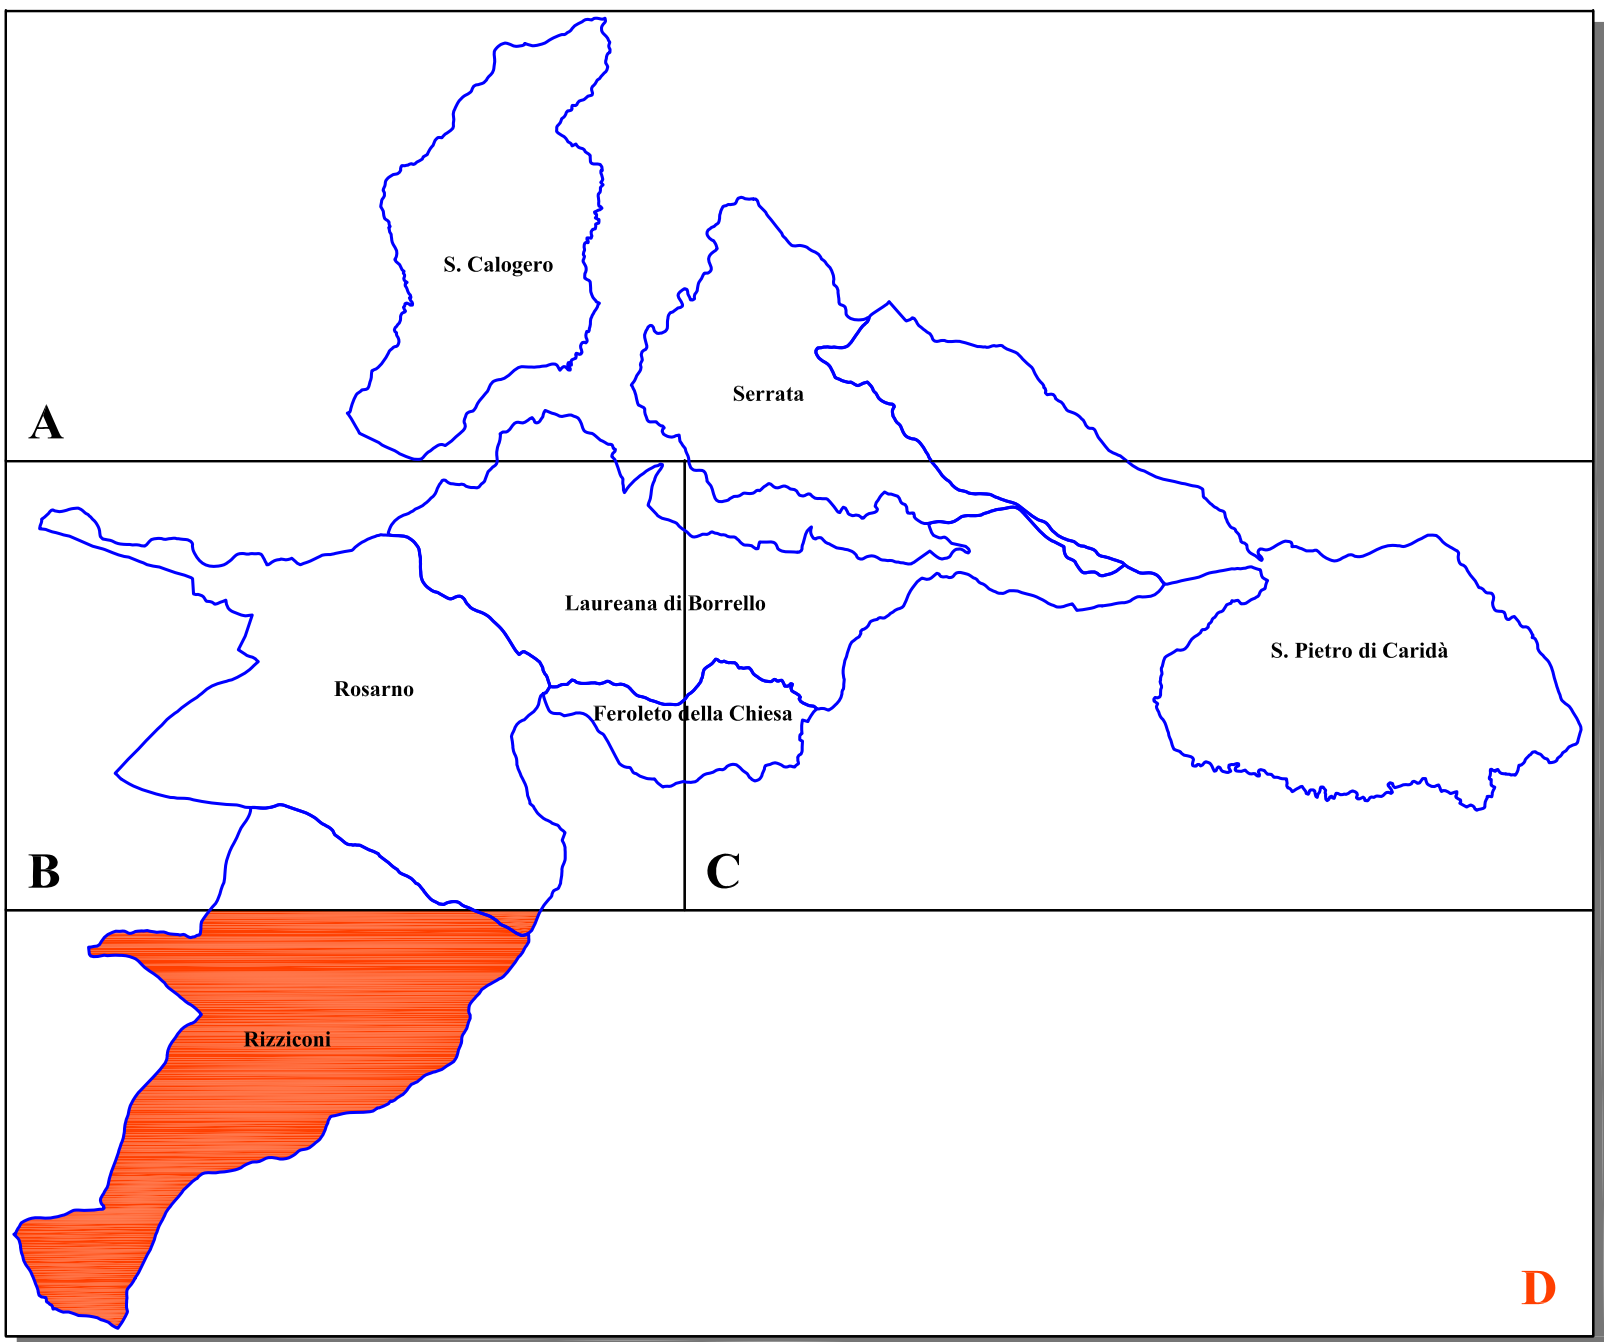 S. Calogero
Serrata
A
Laureana di Borrello
S. Pietro di Caridà
Rosarno
Feroleto della Chiesa
B
C
Rizziconi
D